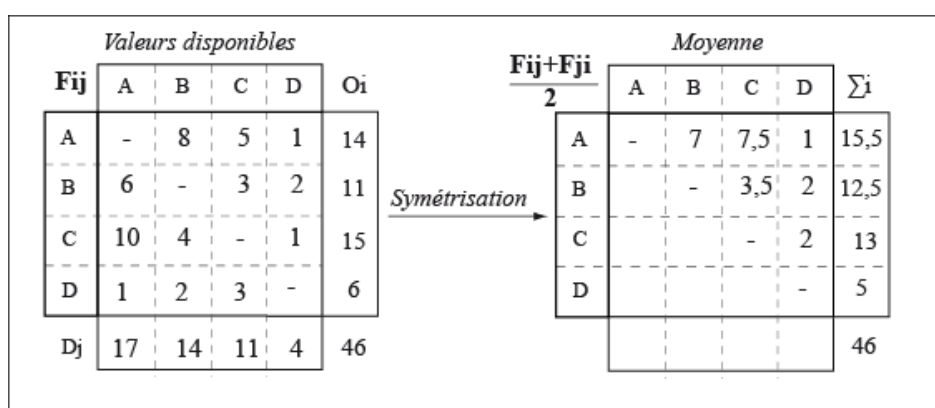 Valeurs disponibles
Fij A B C D Oi
A - 8 5 1 14
B 6 - 3 2 11
C 10 4 - 1 15
D 1 2 3 - 6
Dj 17 14 11 4 46
Symétrisation
Moyenne
Fij+Fji
2
A B C D ∑i
A - 7 7,5 1 15,5
B - 3,5 2 12,5
C - 2 13
D - 5
46